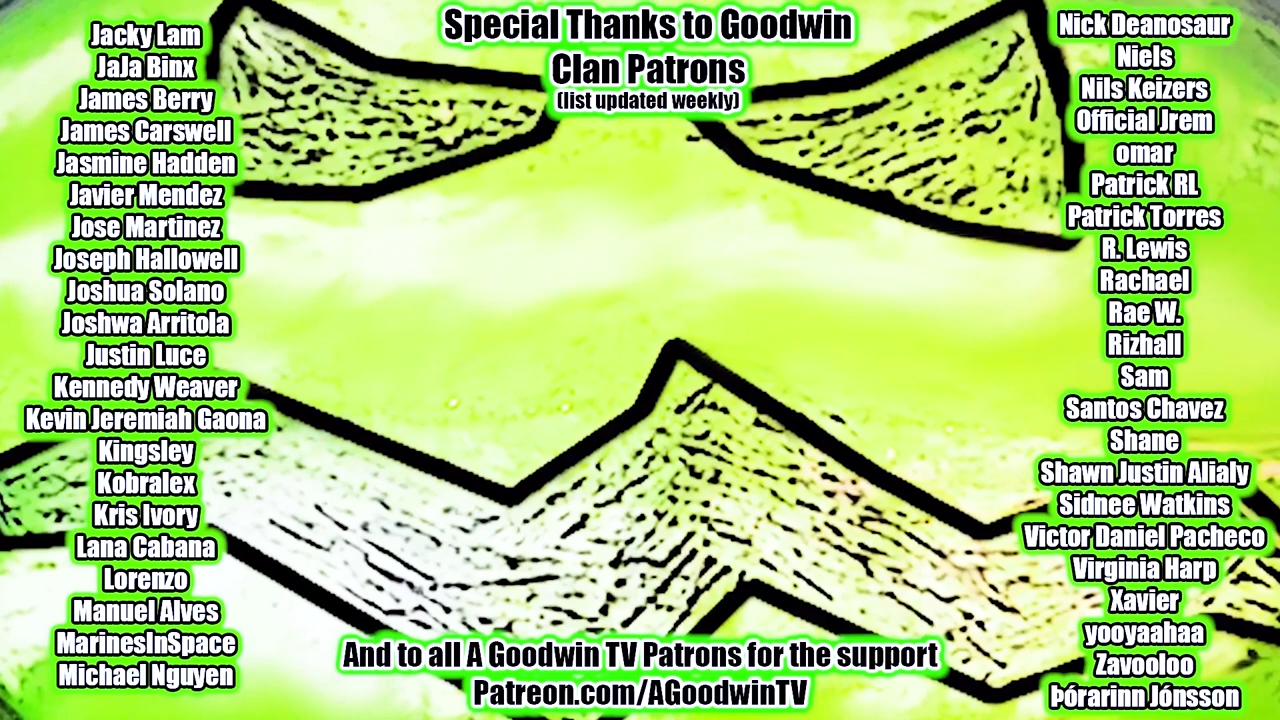 Special Thanks to Goodwin
Clan Patrons
(list updated weekly)
Jacky Lam
JaJa Binx
James Berry
James Carswell
Jasmine Hadden
Javier Mendez
Jose Martinez
Joseph Hallowell
Joshua Solano
Joshwa Arritola
Justin Luce
Kennedy Weaver
Kevin Jeremiah Gaona
Kingsley
Kobralex
Kris Ivory
Lana Cabana
Lorenzo
Manuel Alves
MarinesInSpace
Michael Nguyen
Nick Deanosaur
Niels
Nils Keizers
Official Jrem
omar
Patrick RL
Patrick Torres
R. Lewis
Rachael
Rae W.
Rizhall
Sam
Santos Chavez
Shane
Shawn Justin Alialy
Sidnee Watkins
Victor Daniel Pacheco
Virginia Harp
Xavier
yooyaahaa
Zavooloo
Þórarinn Jónsson
And to all A Goodwin TV Patrons for the support
Patreon.com/AGoodwinTV